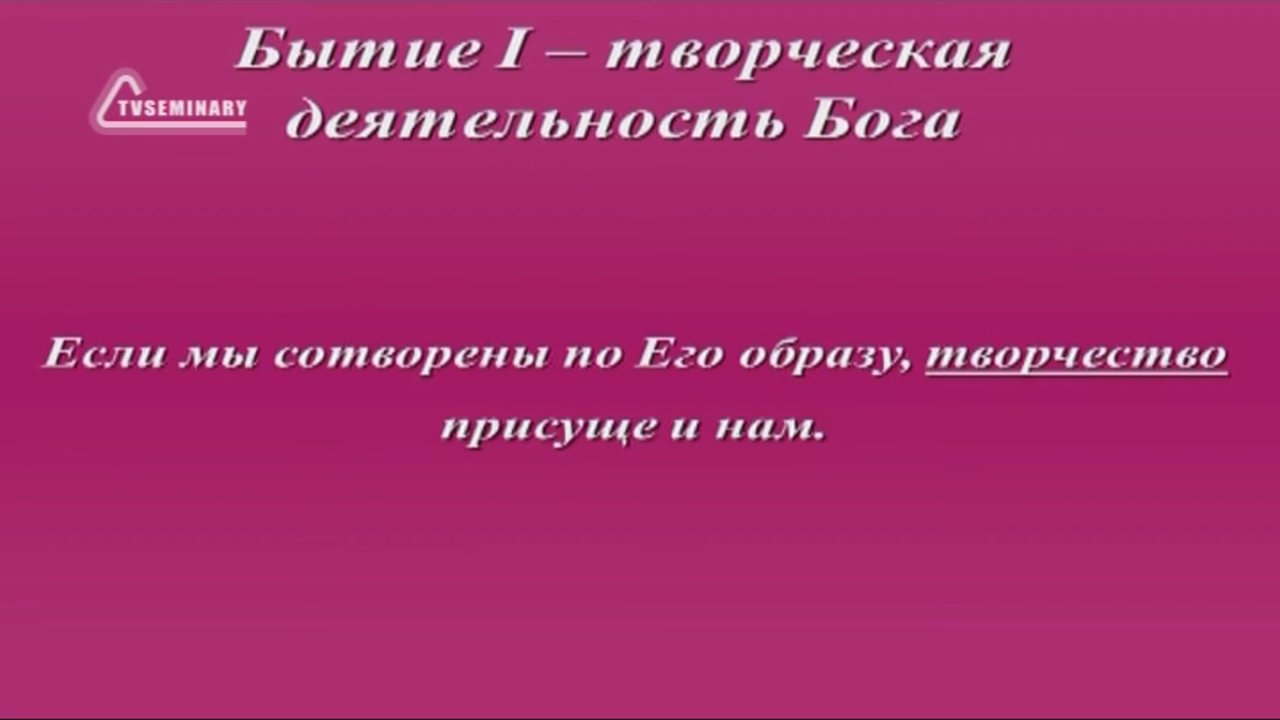 Бытие I – творческая
TVSEMINARY
деятельность Бога
Если мы сотворены по Его образу, творчество
присуще и нам.